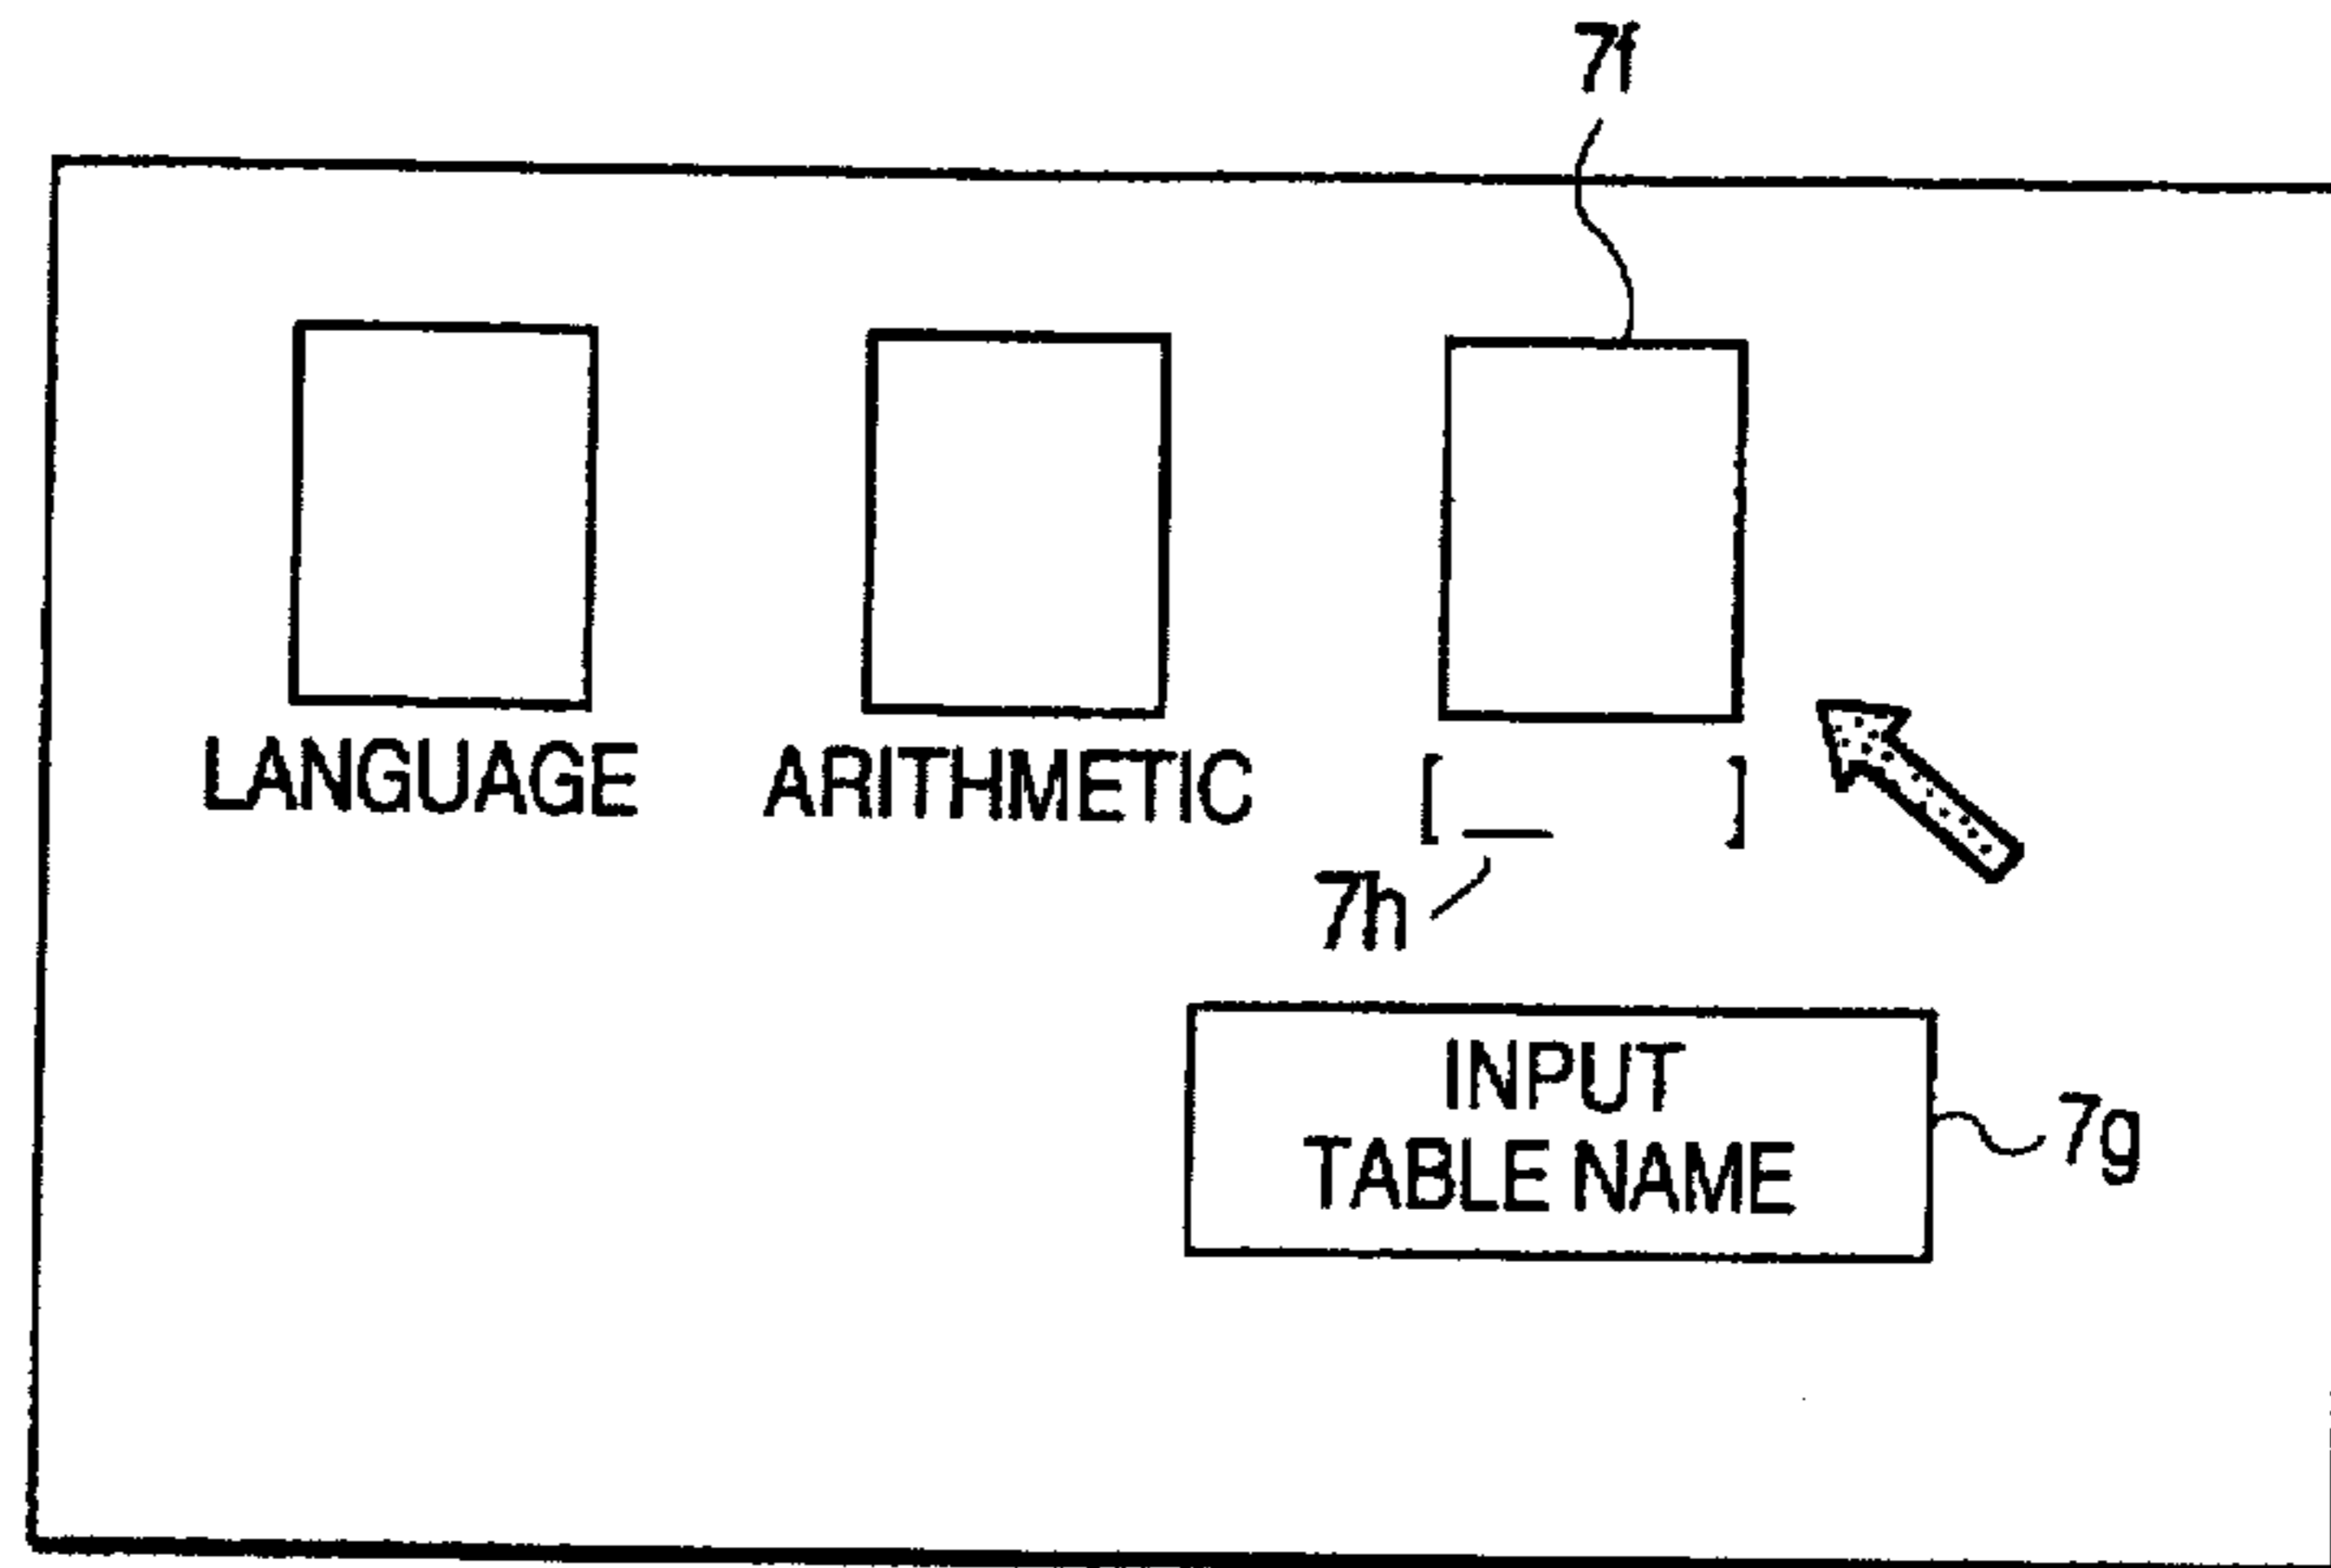 7f
LANGUAGE ARITHMETIC [ _ ]
7h
INPUT
TABLE NAME
7g